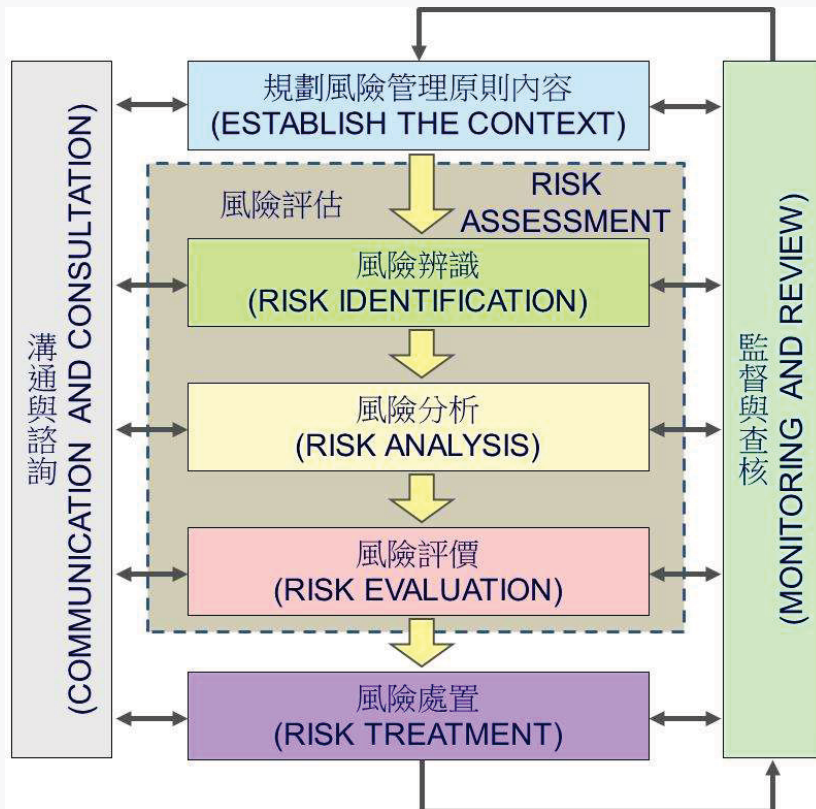 規劃風險管理原則內容
(ESTABLISH THE CONTEXT)
風險評估
RISK
ASSESSMENT
風險辨識
(RISK IDENTIFICATION)
風險分析
(RISK ANALYSIS)
風險評價
(RISK EVALUATION)
風險處置
(RISK TREATMENT)
溝通與諮詢
(COMMUNICATION AND CONSULTATION)
監督與查核
(MONITORING AND REVIEW)